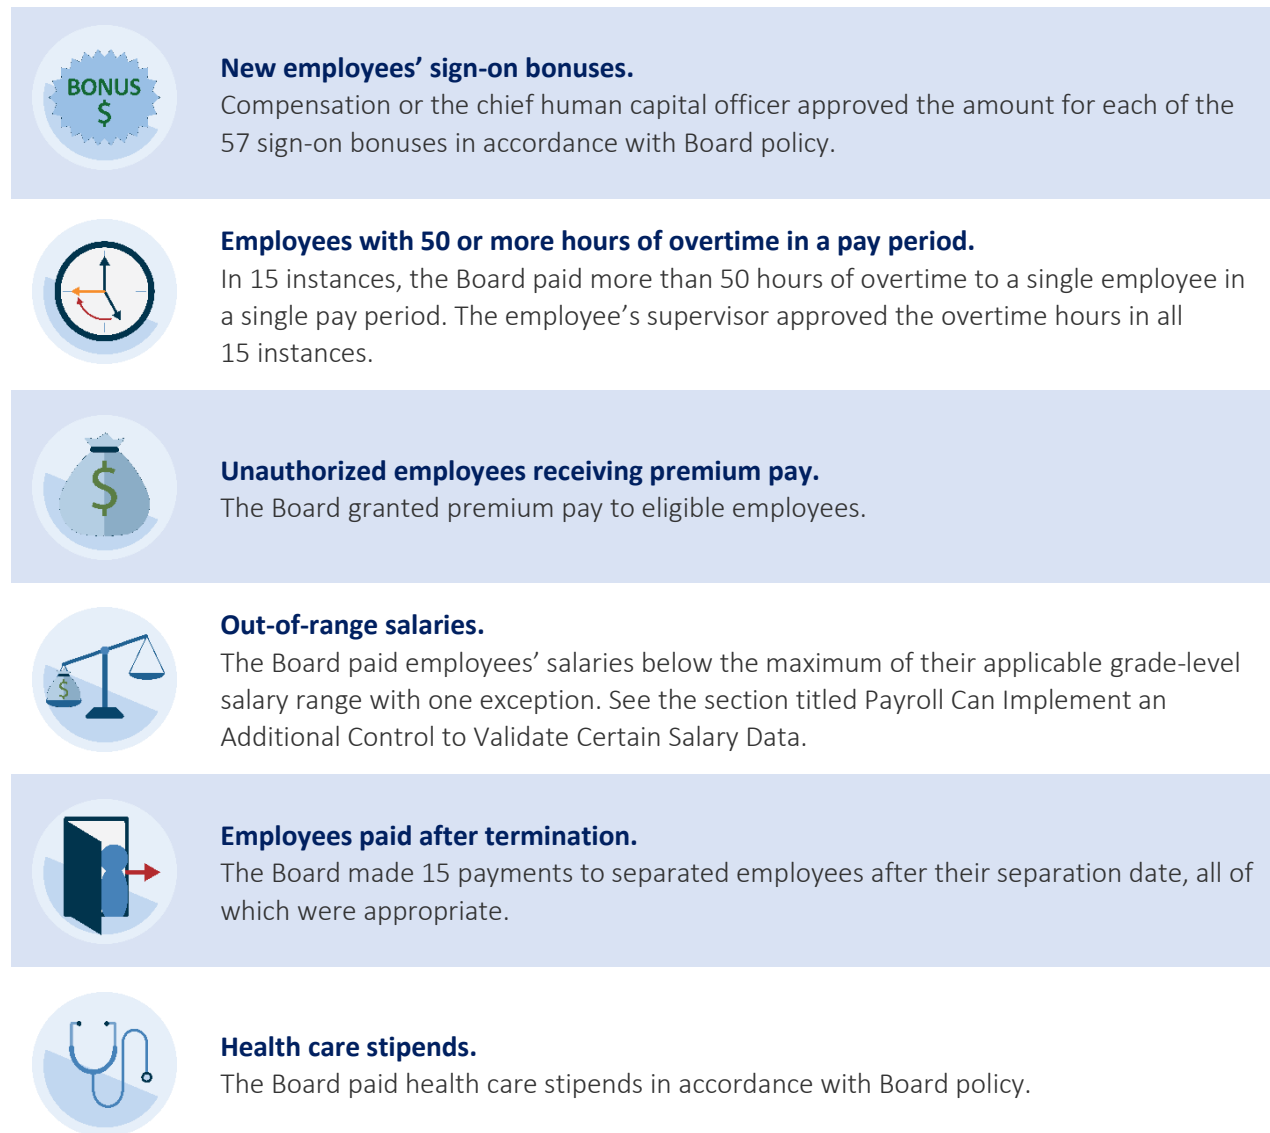 BONUS
$
New employees’ sign-on bonuses.
Compensation or the chief human capital officer approved the amount for each of the
57 sign-on bonuses in accordance with Board policy.
Employees with 50 or more hours of overtime in a pay period.
In 15 instances, the Board paid more than 50 hours of overtime to a single employee in
a single pay period. The employee’s supervisor approved the overtime hours in all
15 instances.
$
Unauthorized employees receiving premium pay.
The Board granted premium pay to eligible employees.
$
Out-of-range salaries.
The Board paid employees’ salaries below the maximum of their applicable grade-level
salary range with one exception. See the section titled Payroll Can Implement an
Additional Control to Validate Certain Salary Data.
Employees paid after termination.
The Board made 15 payments to separated employees after their separation date, all of
which were appropriate.
Health care stipends.
The Board paid health care stipends in accordance with Board policy.